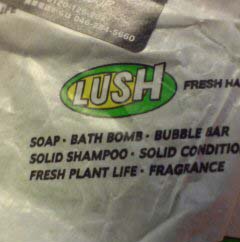 LUSH
FRESH HA
SOAP · BATH BOMB · BUBBLE BAR
SOLID SHAMPOO · SOLID CONDITIO
FRESH PLANT LIFE · FRAGRANCE